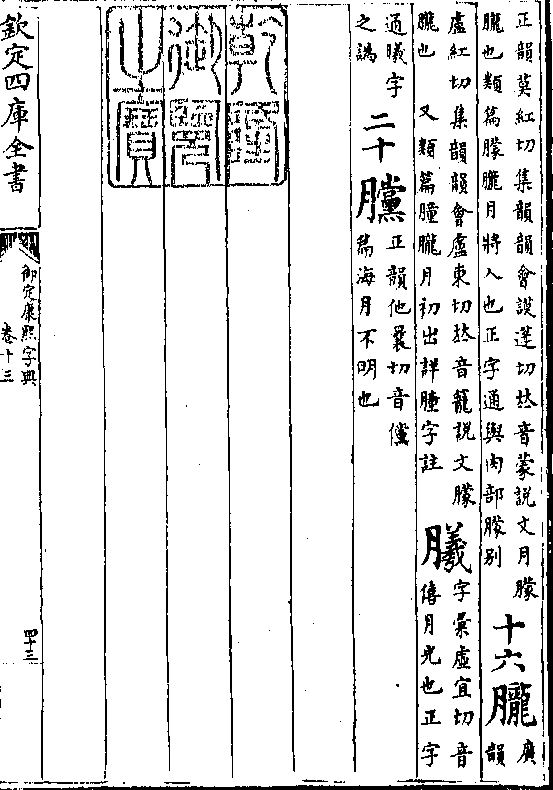 正韻莫紅切集韻韻會謨蓬切𠀤音蒙說文月朦
朧也類篇朦朧月將入也正字通與肉部朦別
十六朧
廣
韻
盧紅切集韻韻會盧東切𠀤音籠說文朦
朧也 又類篇朣朧月初出詳朣字註
字彙虛宜切音
僖月光也正字
通曦字
之譌
二十
正韻他曩切音儻
篇海月不明也
乾隆
御覽
之寶
欽定四庫全書
御定康熙字典
卷十三
四十三